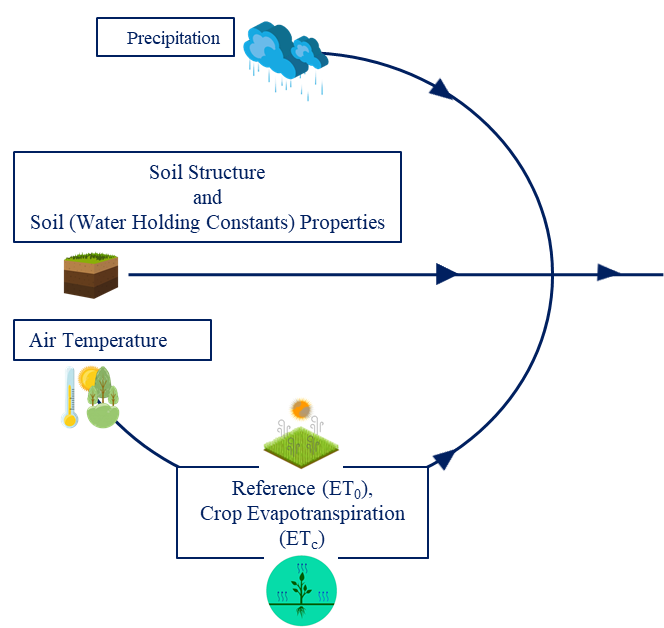 Precipitation
Soil Structure
and
Soil (Water Holding Constants) Properties
Air Temperature
Reference (ET₀),
Crop Evapotranspiration
(ETc)